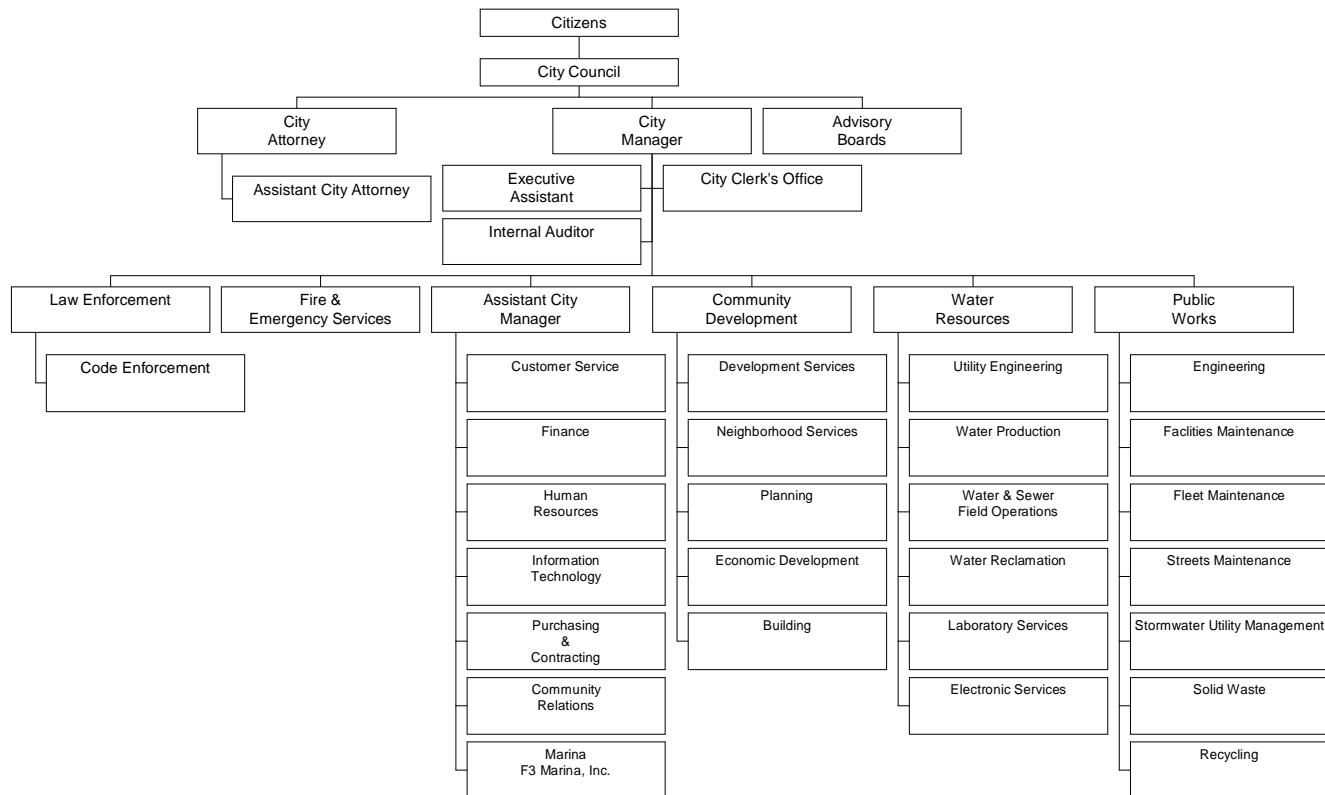 Citizens
City Council
City
Attorney
City
Manager
Advisory
Boards
Assistant City Attorney
Executive
Assistant
City Clerk's Office
Internal Auditor
Law Enforcement
Fire &
Emergency Services
Assistant City
Manager
Community
Development
Water
Resources
Public
Works
Code Enforcement
Customer Service
Finance
Human
Resources
Information
Technology
Purchasing
&
Contracting
Community
Relations
Marina
F3 Marina, Inc.
Development Services
Neighborhood Services
Planning
Economic Development
Building
Utility Engineering
Water Production
Water & Sewer
Field Operations
Water Reclamation
Laboratory Services
Electronic Services
Engineering
Faclities Maintenance
Fleet Maintenance
Streets Maintenance
Stormwater Utility Management
Solid Waste
Recycling